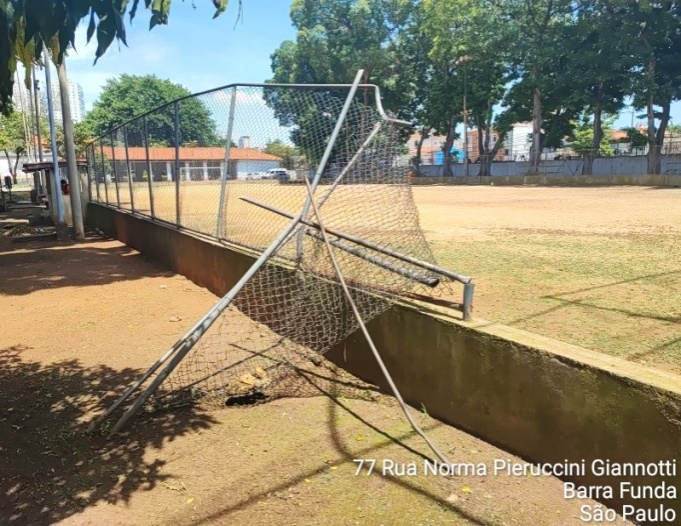 77 Rua Norma Pieruccini Giannotti
Barra Funda
São Paulo